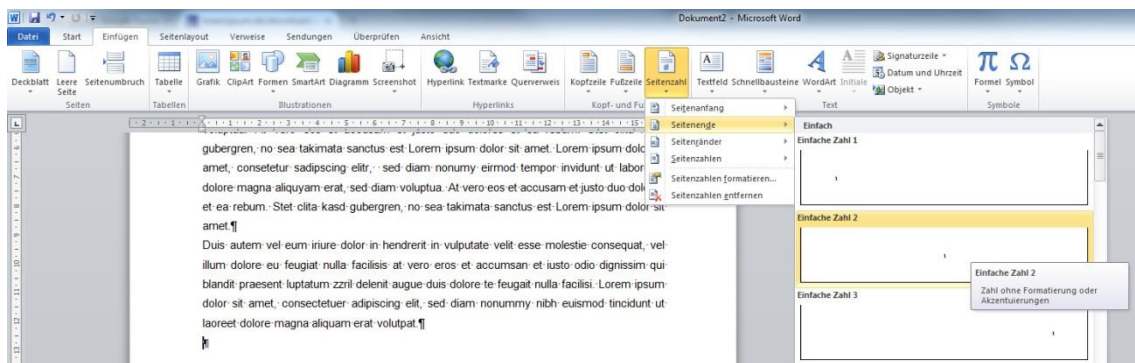 Dokument2 - Microsoft Word
Datei Start Einfügen Seitenlayout Verweise Sendungen Überprüfen Ansicht
Deckblatt Leere Seite Seitenumbruch Tabelle Grafik ClipArt Formen SmartArt Diagramm Screenshot Hyperlink Textmarke Querverweis Kopfzeile Fußzeile Seitenzahl Textfeld Schnellbausteine WordArt Initiale Signaturzeile Datum und Uhrzeit Objekt Formel Symbol
Seiten Tabellen Illustrationen Hyperlinks Kopf- und Fu Text Symbole
Seitenanfang
Seitenende
Seitenränder
Seitenzahlen
Seitenzahlen formatieren...
Seitenzahlen entfernen
Einfach
Einfache Zahl 1
1
Einfache Zahl 2
1
Einfache Zahl 2
Zahl ohne Formatierung oder
Akzentuierungen
Einfache Zahl 3
1
gubergren, no sea takimata sanctus est Lorem ipsum dolor sit amet. Lorem ipsum dolo
amet, consetetur sadipscing elitr, sed diam nonumy eirmod tempor invidunt ut labor
dolore magna aliquyam erat, sed diam voluptua. At vero eos et accusam et justo duo dolo
et ea rebum. Stet clita kasd gubergren, no sea takimata sanctus est Lorem ipsum dolor sit
amet.¶
Duis autem vel eum iriure dolor in hendrerit in vulputate velit esse molestie consequat, vel
illum dolore eu feugiat nulla facilisis at vero eros et accumsan et iusto odio dignissim qui
blandit praesent luptatum zzril delenit augue duis dolore te feugait nulla facilisi. Lorem ipsum
dolor sit amet, consectetuer adipiscing elit, sed diam nonummy nibh euismod tincidunt ut
laoreet dolore magna aliquam erat volutpat.¶
¶